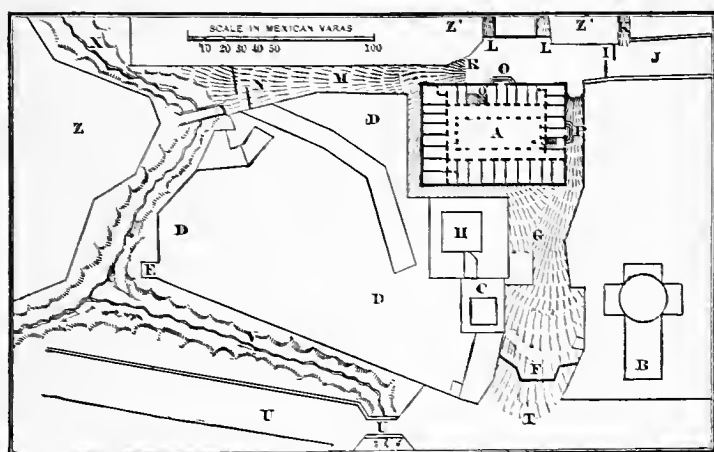 SCALE IN MEXICAN VARAS
10 20 30 40 50 100
Z' Z'
X L L
R O I J
N M
D Q
A P
Z
D H G
E D C
B
F
U U T